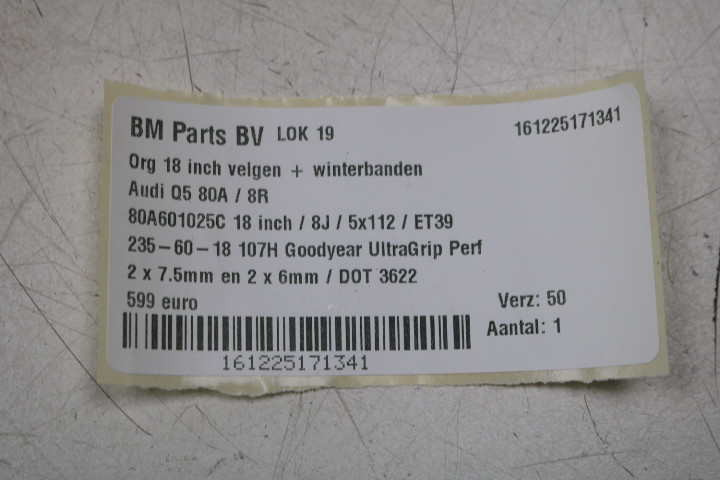 BM Parts BV LOK 19 161225171341
Org 18 inch velgen + winterbanden
Audi Q5 80A / 8R
80A601025C 18 inch / 8J / 5x112 / ET39
235-60-18 107H Goodyear UltraGrip Perf
2 x 7.5mm en 2 x 6mm / DOT 3622
599 euro Verz: 50
Aantal: 1
161225171341